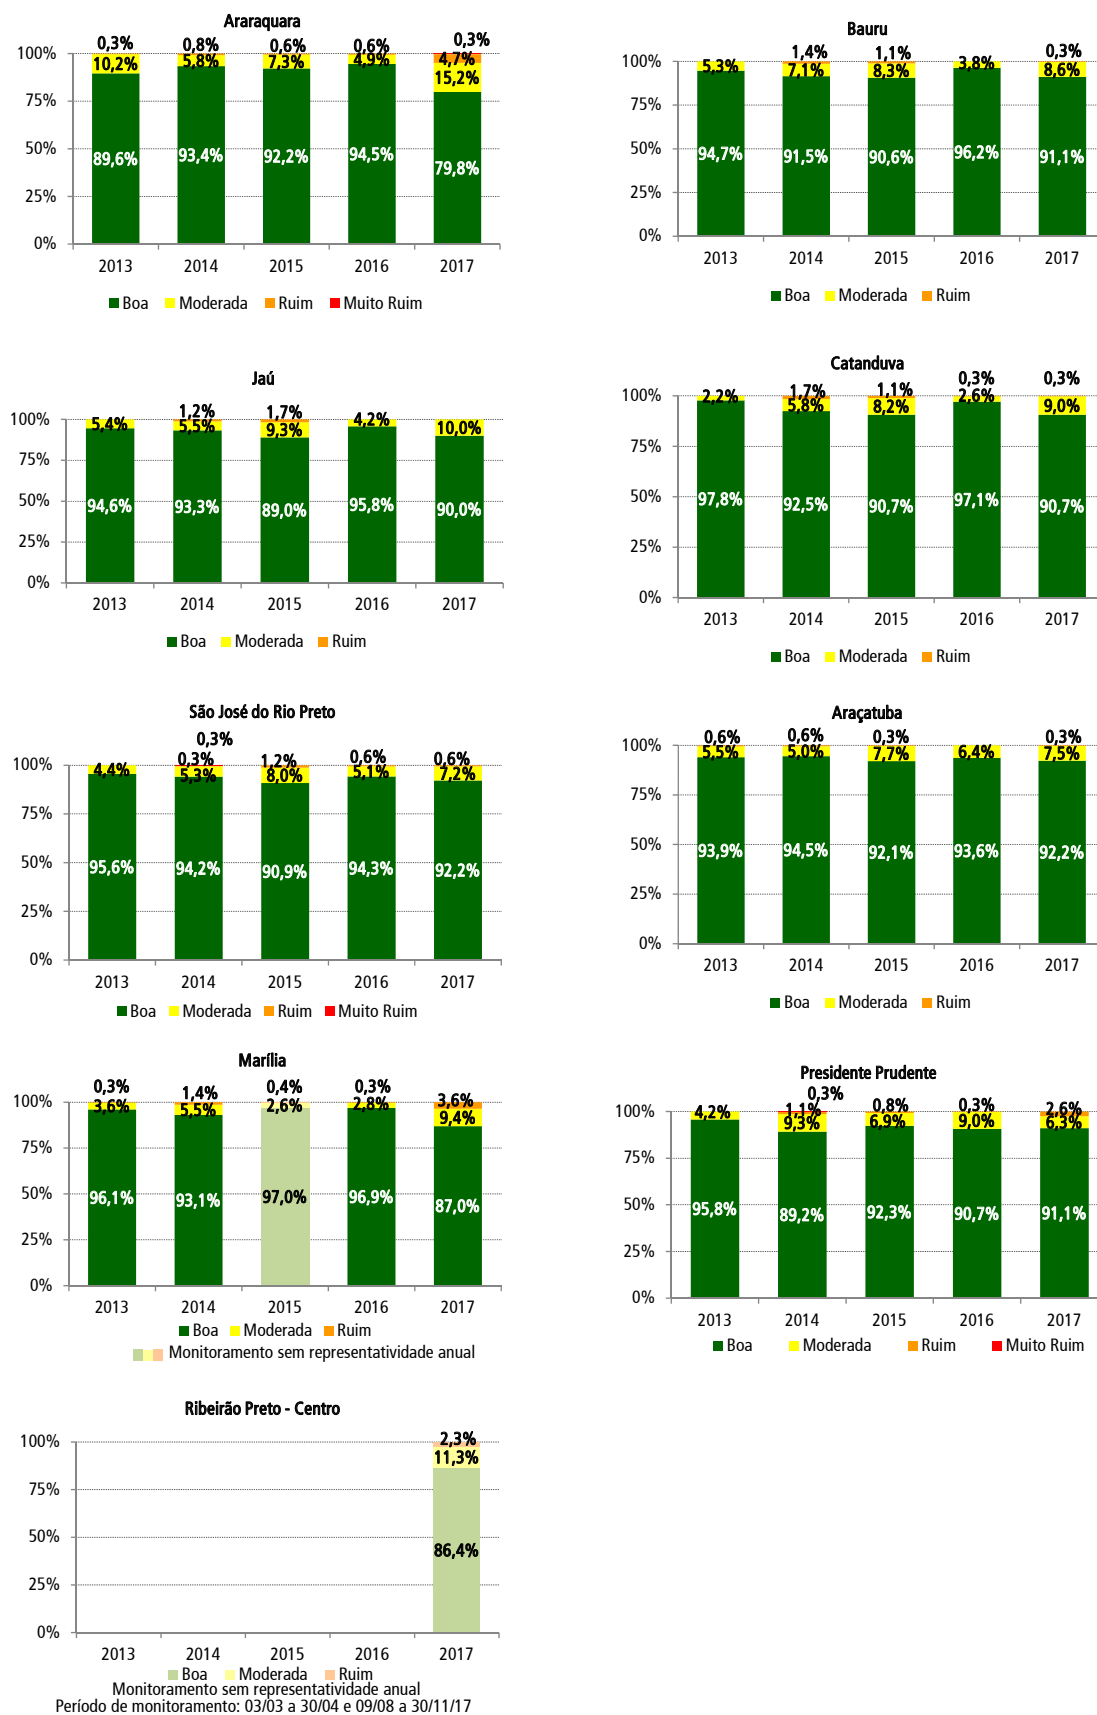 Araraquara
0,3% 0,8% 0,6% 0,6% 0,3%
100% 10,2% 5,8% 7,3% 4,9% 4,7%
15,2%
75%
50% 89,6% 93,4% 92,2% 94,5% 79,8%
25%
0%
2013 2014 2015 2016 2017
Boa Moderada Ruim Muito Ruim
Bauru
1,4% 1,1% 0,3%
100% 5,3% 7,1% 8,3% 3,8% 8,6%
75%
50% 94,7% 91,5% 90,6% 96,2% 91,1%
25%
0%
2013 2014 2015 2016 2017
Boa Moderada Ruim
Jaú
1,2% 1,7%
100% 5,4% 5,5% 9,3% 4,2% 10,0%
75%
50% 94,6% 93,3% 89,0% 95,8% 90,0%
25%
0%
2013 2014 2015 2016 2017
Boa Moderada Ruim
Catanduva
1,7% 1,1% 0,3% 0,3%
100% 2,2% 5,8% 8,2% 2,6% 9,0%
75%
50% 97,8% 92,5% 90,7% 97,1% 90,7%
25%
0%
2013 2014 2015 2016 2017
Boa Moderada Ruim
São José do Rio Preto
0,3%
0,3% 1,2% 0,6% 0,6%
100% 4,4% 5,3% 8,0% 5,1% 7,2%
75%
50% 95,6% 94,2% 90,9% 94,3% 92,2%
25%
0%
2013 2014 2015 2016 2017
Boa Moderada Ruim Muito Ruim
Araçatuba
0,6% 0,6% 0,3% 0,3%
100% 5,5% 5,0% 7,7% 6,4% 7,5%
75%
50% 93,9% 94,5% 92,1% 93,6% 92,2%
25%
0%
2013 2014 2015 2016 2017
Boa Moderada Ruim
Marília
0,3% 1,4% 0,4% 0,3% 3,6%
100% 3,6% 5,5% 2,6% 2,8% 9,4%
75%
50% 96,1% 93,1% 97,0% 96,9% 87,0%
25%
0%
2013 2014 2015 2016 2017
Boa Moderada Ruim
Monitoramento sem representatividade anual
Presidente Prudente
0,3%
1,1% 0,8% 0,3% 2,6%
100% 4,2% 9,3% 6,9% 9,0% 6,3%
75%
50% 95,8% 89,2% 92,3% 90,7% 91,1%
25%
0%
2013 2014 2015 2016 2017
Boa Moderada Ruim Muito Ruim
Ribeirão Preto - Centro
100% 2,3%
11,3%
75%
50% 86,4%
25%
0%
2013 2014 2015 2016 2017
Boa Moderada Ruim
Monitoramento sem representatividade anual
Período de monitoramento: 03/03 a 30/04 e 09/08 a 30/11/17